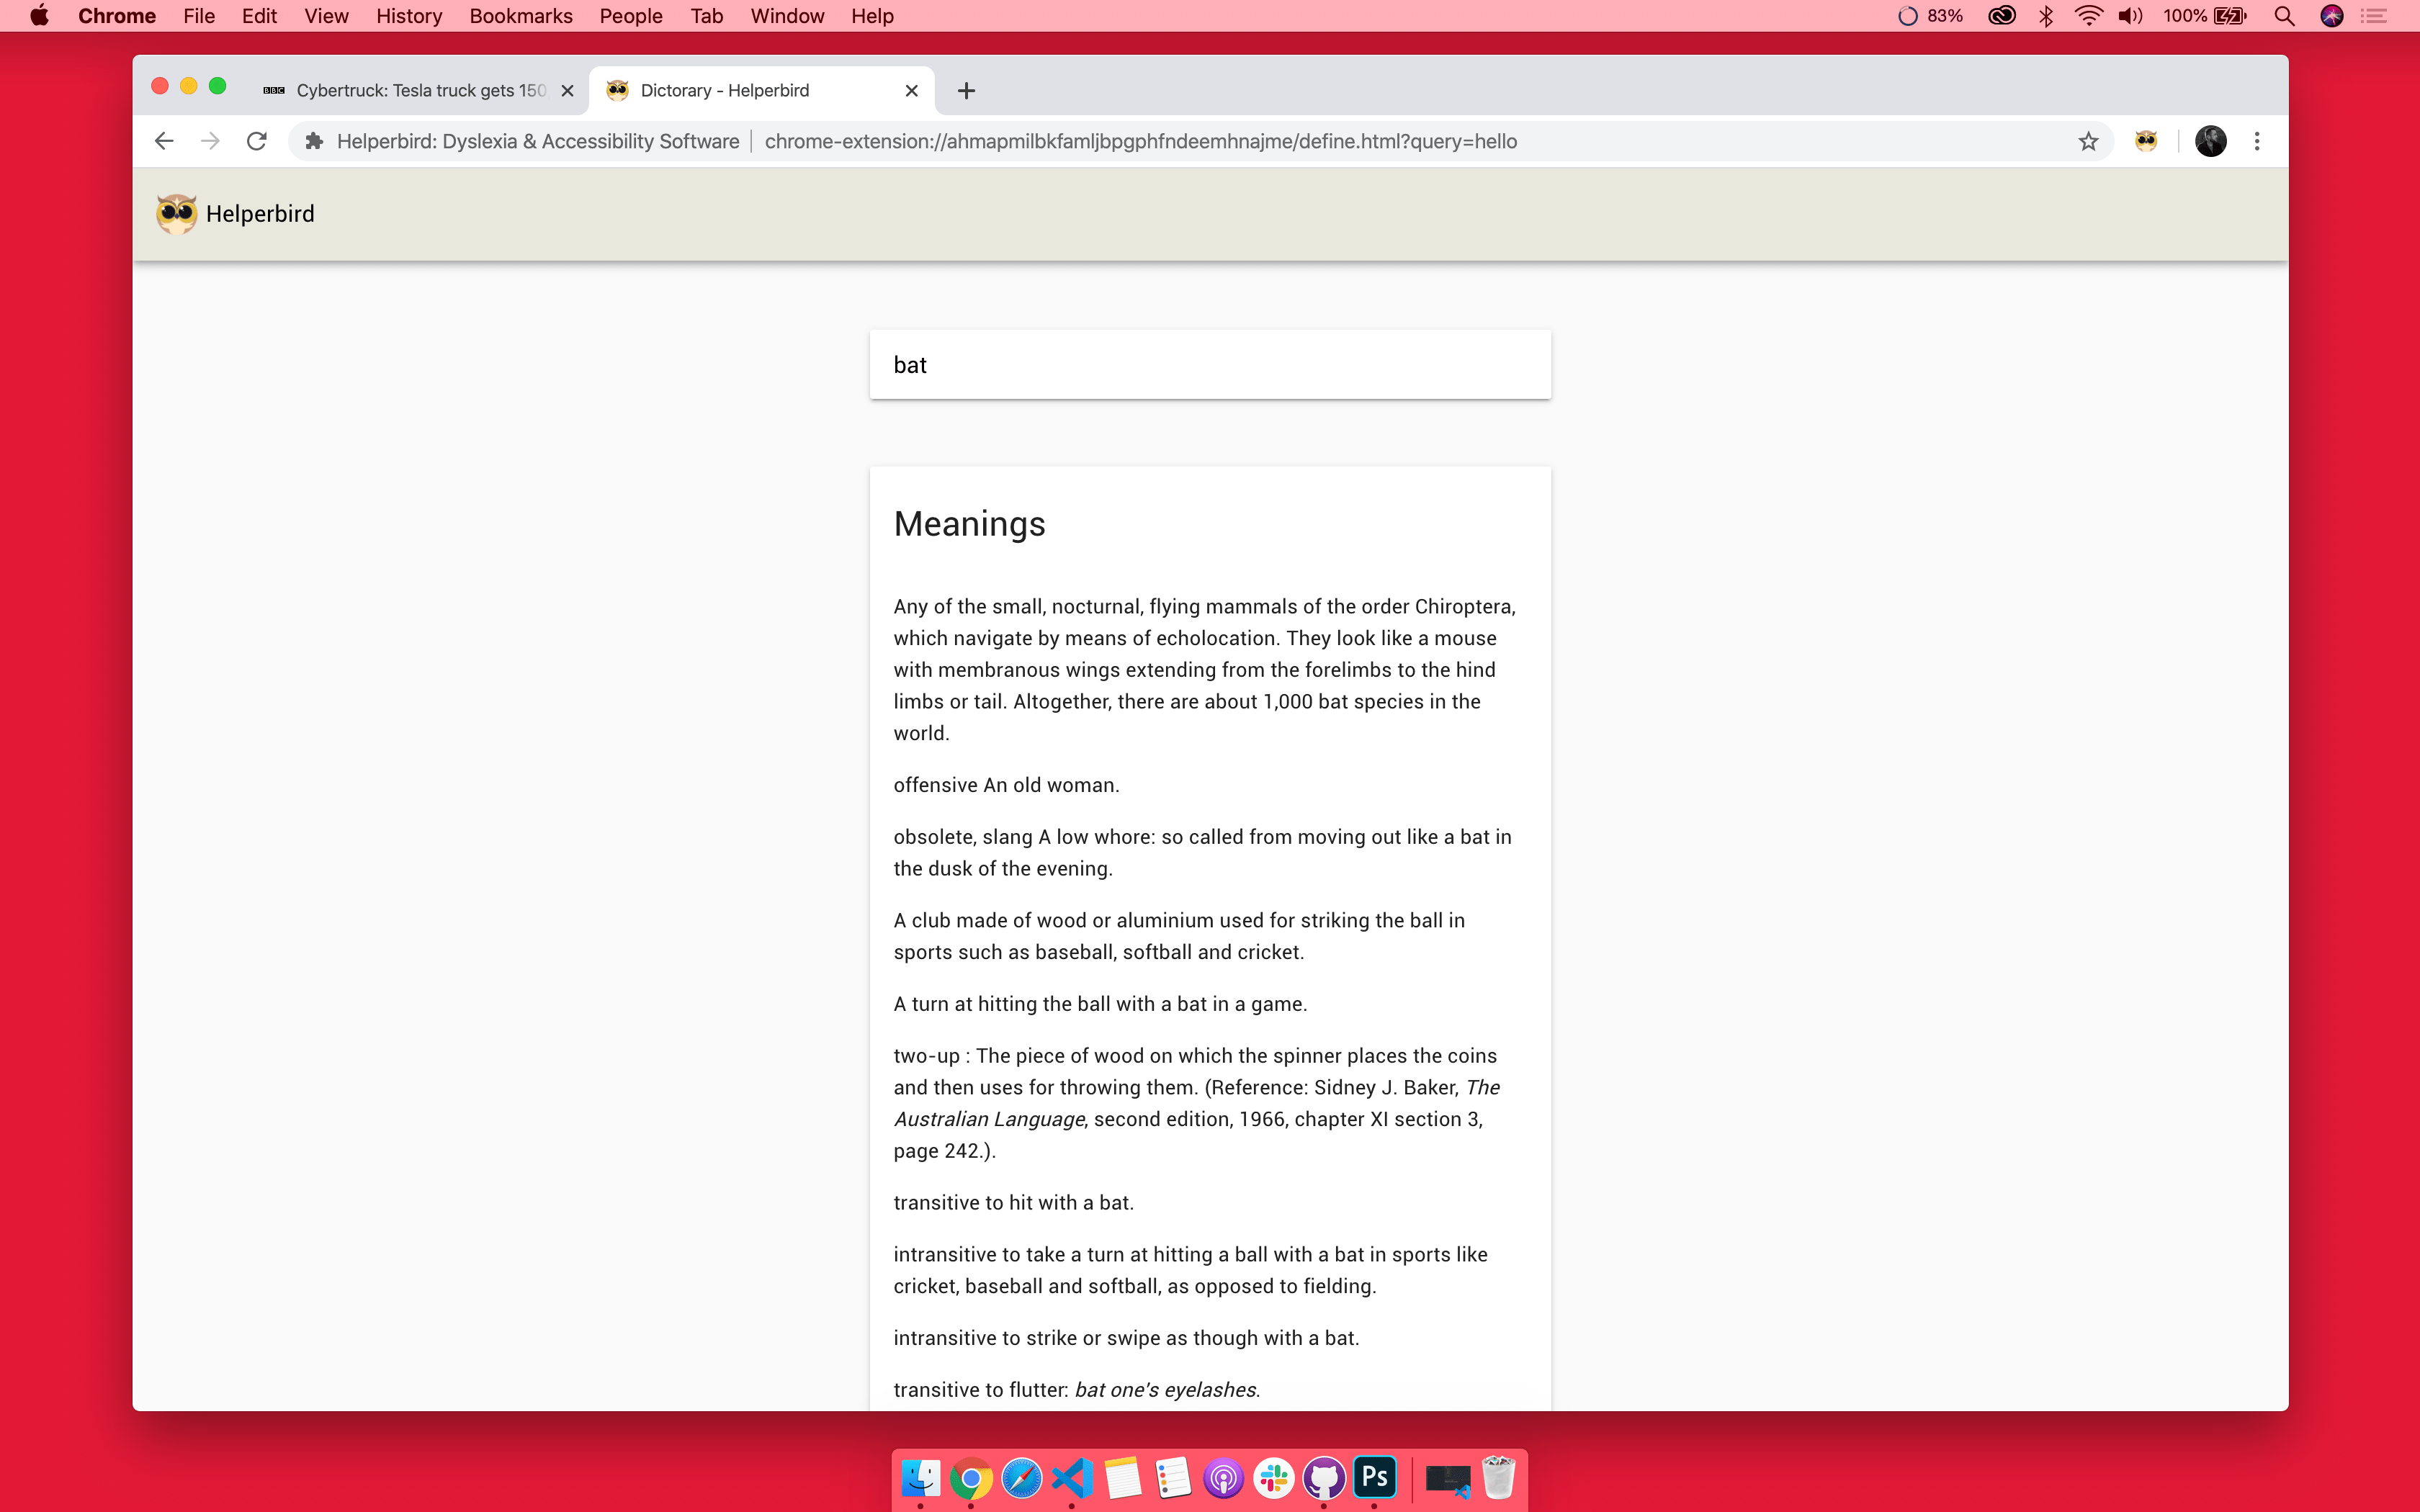 Chrome File Edit View History Bookmarks People Tab Window Help 83% 100%
BBC Cybertruck: Tesla truck gets 150 Dictorary - Helperbird
Helperbird: Dyslexia & Accessibility Software chrome-extension://ahmapmilbkfamljbpgphfndeemhnajme/define.html?query=hello
Helperbird
bat
Meanings
Any of the small, nocturnal, flying mammals of the order Chiroptera,
which navigate by means of echolocation. They look like a mouse
with membranous wings extending from the forelimbs to the hind
limbs or tail. Altogether, there are about 1,000 bat species in the
world.
offensive An old woman.
obsolete, slang A low whore: so called from moving out like a bat in
the dusk of the evening.
A club made of wood or aluminium used for striking the ball in
sports such as baseball, softball and cricket.
A turn at hitting the ball with a bat in a game.
two-up : The piece of wood on which the spinner places the coins
and then uses for throwing them. (Reference: Sidney J. Baker, The
Australian Language, second edition, 1966, chapter XI section 3,
page 242.).
transitive to hit with a bat.
intransitive to take a turn at hitting a ball with a bat in sports like
cricket, baseball and softball, as opposed to fielding.
intransitive to strike or swipe as though with a bat.
transitive to flutter: bat one's eyelashes.
Ps